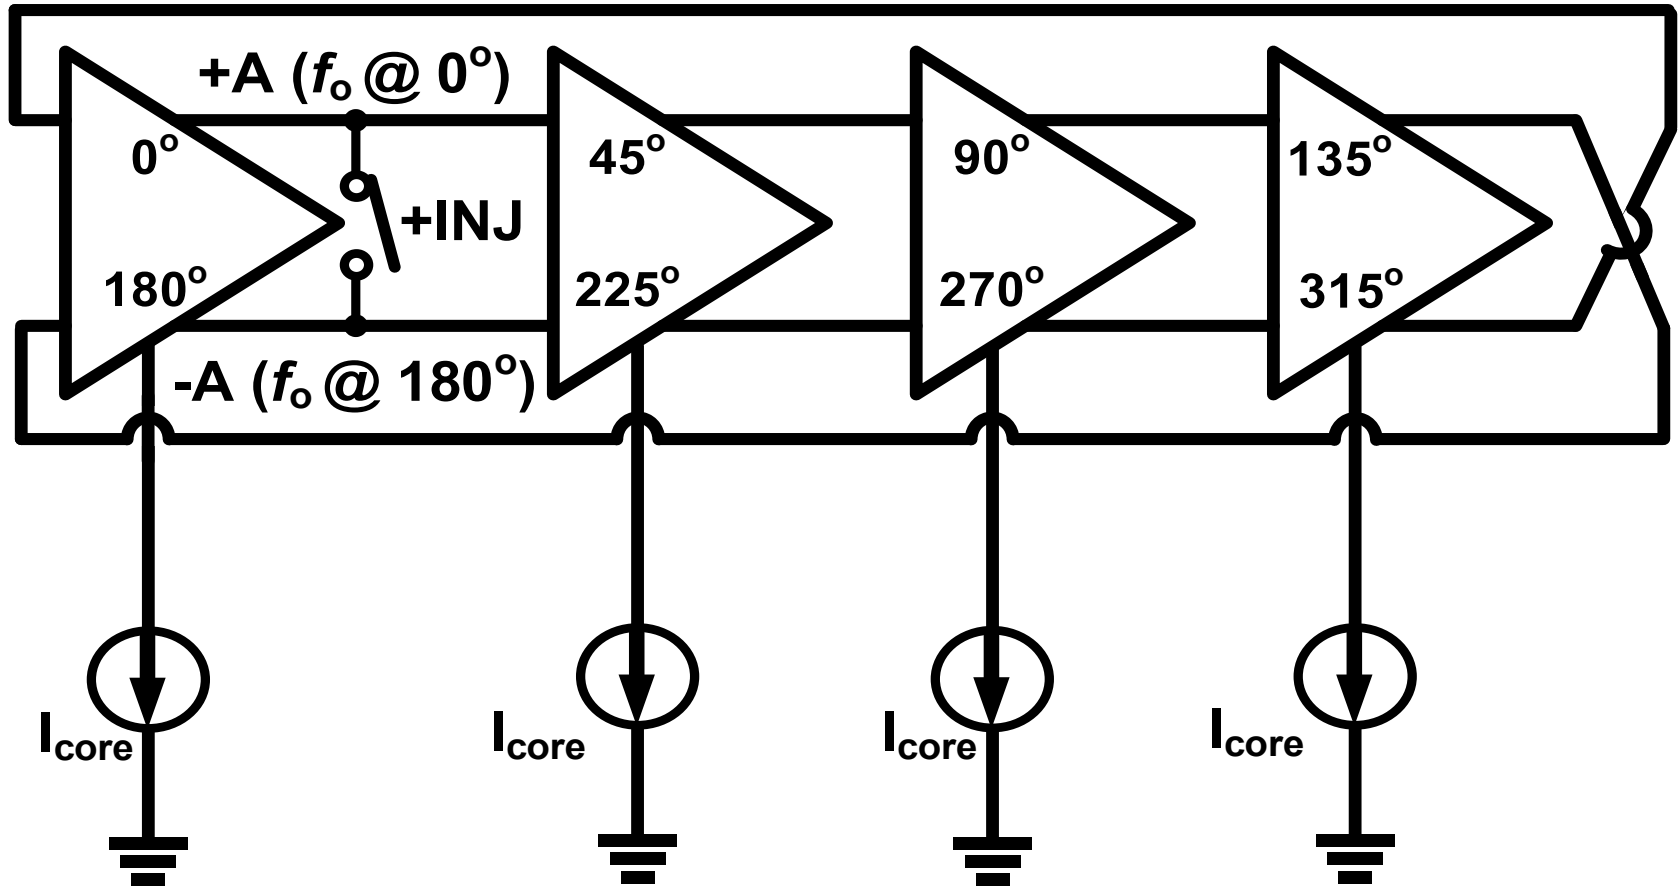 +A (fo @ 0o)
0o
45o
90o
135o
+INJ
180o
225o
270o
315o
-A (fo @ 180o)
Icore
Icore
Icore
Icore